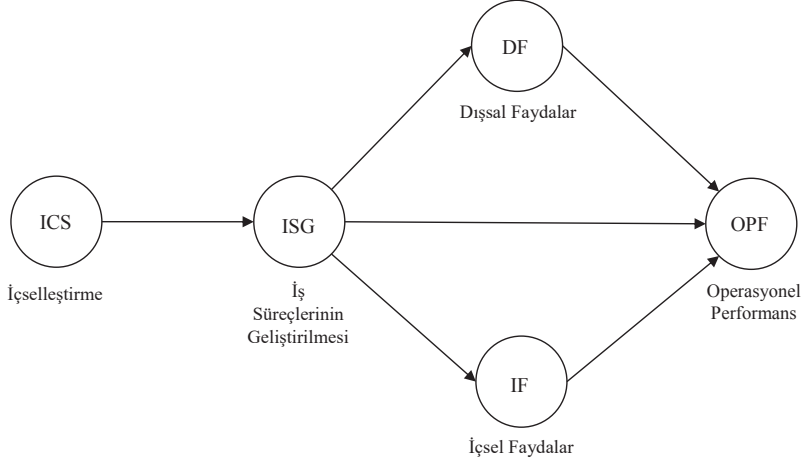 DF
Dışsal Faydalar
ICS
İçselleştirme
ISG
İş
Süreçlerinin
Geliştirilmesi
OPF
Operasyonel
Performans
IF
İçsel Faydalar